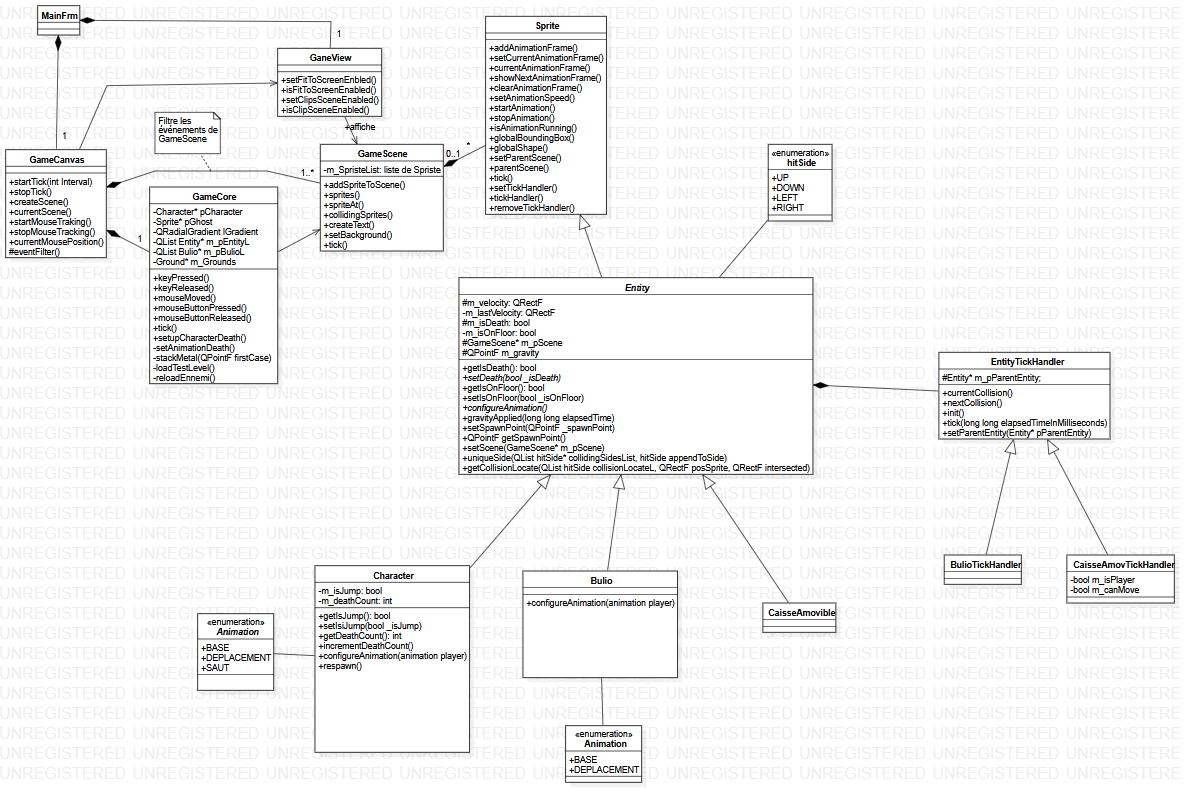 MainFrm
1
1
GaneView
+setFitToScreenEnbled()
+isFitToScreenEnabled()
+setClipsSceneEnabled()
+isClipSceneEnabled()
+affiche
Sprite
+addAnimationFrame()
+setCurrentAnimationFrame()
+currentAnimationFrame()
+showNextAnimationFrame()
+clearAnimationFrame()
+setAnimationSpeed()
+startAnimation()
+stopAnimation()
+isAnimationRunning()
+globalBoundingBox()
+globalShape()
+setParentScene()
+parentScene()
+tick()
+setTickHandler()
+tickHandler()
+removeTickHandler()
Filtre les
événements de
GameScene
GameCanvas
+startTick(int Interval)
+stopTick()
+createScene()
+currentScene()
+startMouseTraking()
+stopMouseTracking()
+currentMousePosition()
#eventFilter()
1..*
1
GameScene
-m_SpristeList: liste de Spriste
+addSpriteToScene()
+sprites()
+spriteAt()
+collidingSprites()
+createText()
+setBackground()
+tick()
0..1
*
«enumeration»
hitSide
+UP
+DOWN
+LEFT
+RIGHT
GameCore
-Character* pCharacter
-Sprite* pGhost
-QRadialGradient lGradient
-QList Entity* m_pEntityL
-QList Bulio* m_pBulioL
-Ground* m_Grounds
+keyPressed()
+keyReleased()
+mouseMoved()
+mouseButtonPressed()
+mouseButtonReleased()
+tick()
+setupCharacterDeath()
-setAnimationDeath()
-stackMetal(QPointF firstCase)
-loadTestLevel()
-reloadEnnemi()
Entity
#m_velocity: QRectF
-m_lastVelocity: QRectF
#m_isDeath: bool
-m_isOnFloor: bool
#GameScene* m_pScene
#QPointF m_gravity
+getIsDeath(): bool
+setDeath(bool _isDeath)
+getIsOnFloor(): bool
+setIsOnFloor(bool _isOnFloor)
+configureAnimation()
+gravityApplied(long long elapsedTime)
+setSpawnPoint(QPointF _spawnPoint)
+QPointF getSpawnPoint()
+setScene(GameScene* m_pScene)
+uniqueSide(QList hitSide* collidingSidesList, hitSide appendToSide)
+getCollisionLocate(QList hitSide collisionLocateL, QRectF posSprite, QRectF intersected)
EntityTickHandler
#Entity* m_pParentEntity;
+currentCollision()
+nextCollision()
+init()
+tick(long long elapsedTimeInMilliseconds)
+setParentEntity(Entity* pParentEntity)
BulioTickHandler
CaisseAmovTickHandler
-bool m_isPlayer
-bool m_canMove
Character
-m_isJump: bool
-m_deathCount: int
+getIsJump(): bool
+setIsiJump(bool _isJump)
+getDeathCount(): int
+incrementDeathCount()
+configureAnimation(animation player)
+respawn()
«enumeration»
Animation
+BASE
+DEPLACEMENT
+SAUT
Bulio
+configureAnimation(animation player)
CaisseAmovible
«enumeration»
Animation
+BASE
+DEPLACEMENT